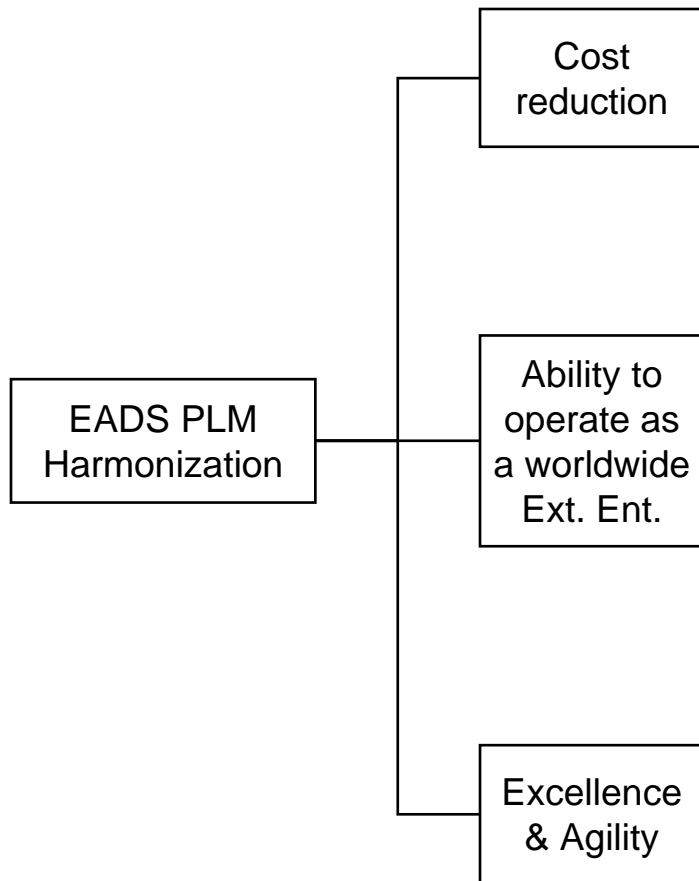 Cost
reduction
EADS PLM
Harmonization
Ability to
operate as
a worldwide
Ext. Ent.
Excellence
& Agility